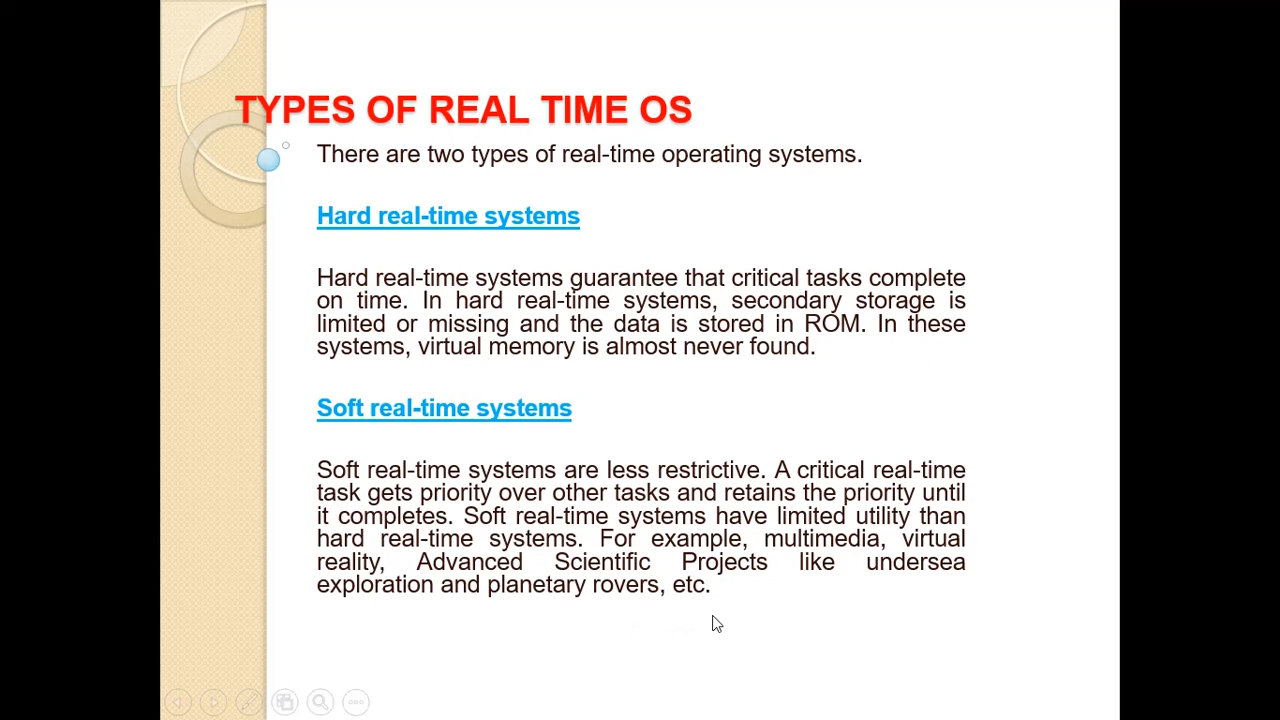 TYPES OF REAL TIME OS
There are two types of real-time operating systems.
Hard real-time systems
Hard real-time systems guarantee that critical tasks complete
on time. In hard real-time systems, secondary storage is
limited or missing and the data is stored in ROM. In these
systems, virtual memory is almost never found.
Soft real-time systems
Soft real-time systems are less restrictive. A critical real-time
task gets priority over other tasks and retains the priority until
it completes. Soft real-time systems have limited utility than
hard real-time systems. For example, multimedia, virtual
reality, Advanced Scientific Projects like undersea
exploration and planetary rovers, etc.